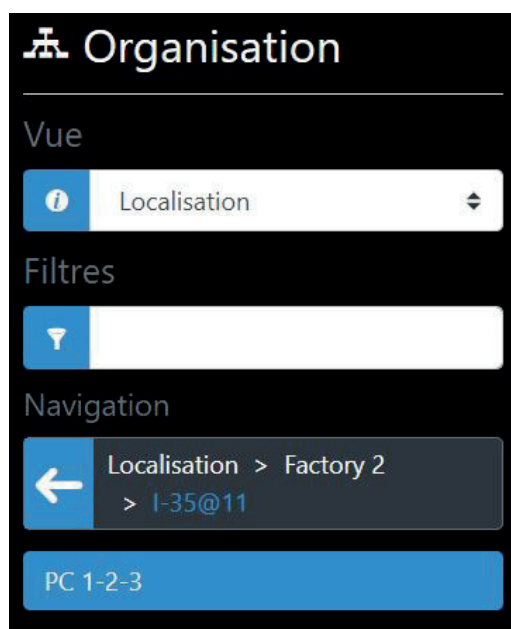 Organisation
Vue
Localisation
Filtres
Navigation
Localisation > Factory 2
> I-35@11
PC 1-2-3